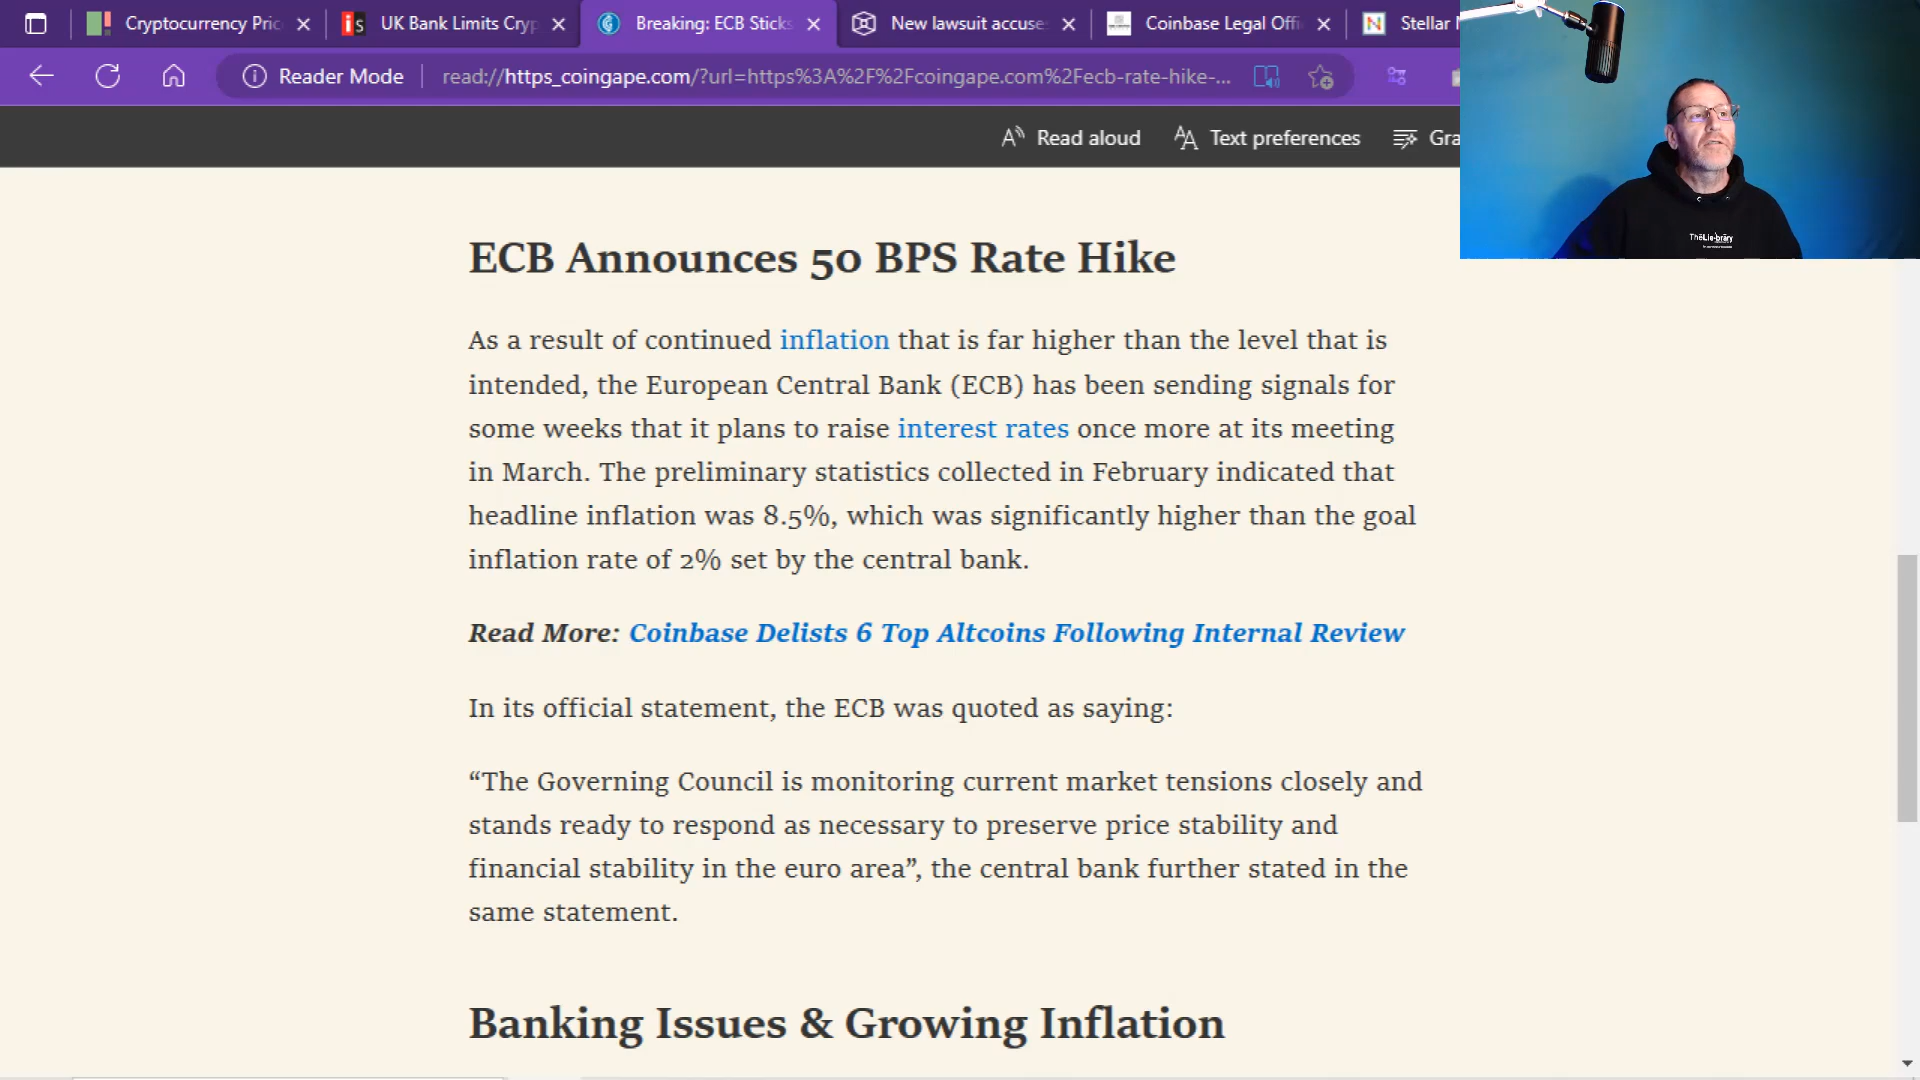 Cryptocurrency Pric
UK Bank Limits Cryp
Breaking: ECB Sticks
New lawsuit accuse
Coinbase Legal Offi
Stellar
Reader Mode
read://https_coingape.com/?url=https%3A%2F%2Fcoingape.com%2Fecb-rate-hike-...
Read aloud
Text preferences
Gra
ECB Announces 50 BPS Rate Hike
As a result of continued inflation that is far higher than the level that is
intended, the European Central Bank (ECB) has been sending signals for
some weeks that it plans to raise interest rates once more at its meeting
in March. The preliminary statistics collected in February indicated that
headline inflation was 8.5%, which was significantly higher than the goal
inflation rate of 2% set by the central bank.
Read More: Coinbase Delists 6 Top Altcoins Following Internal Review
In its official statement, the ECB was quoted as saying:
“The Governing Council is monitoring current market tensions closely and
stands ready to respond as necessary to preserve price stability and
financial stability in the euro area”, the central bank further stated in the
same statement.
Banking Issues & Growing Inflation